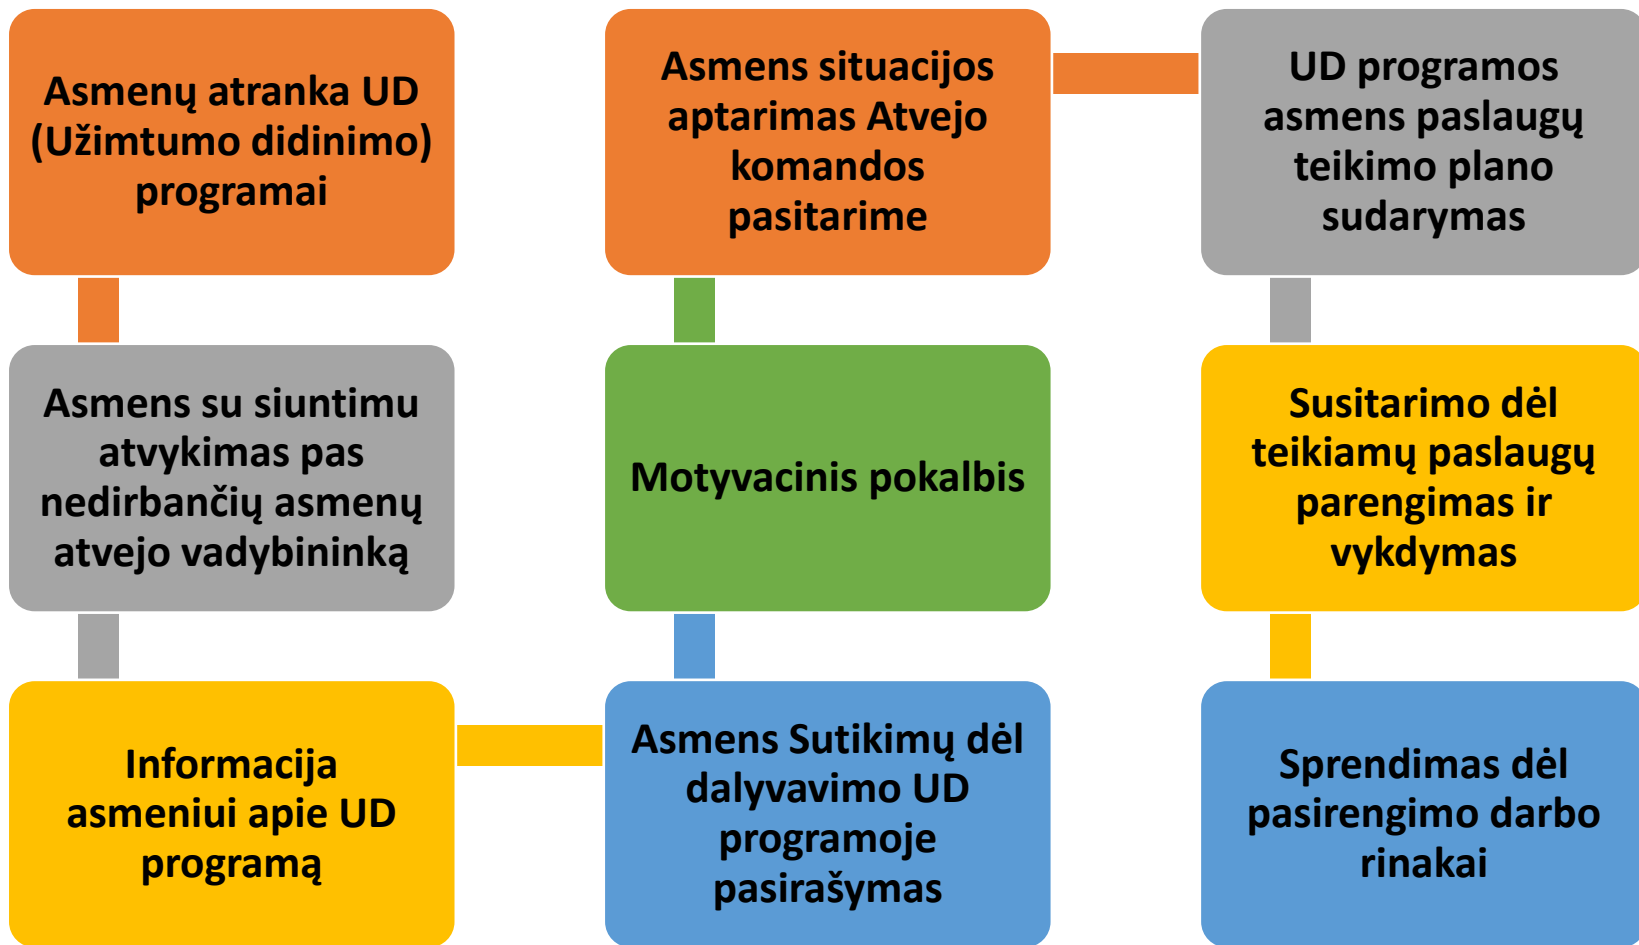 Asmenų atranka UD
(Užimtumo didinimo)
programai
Asmens su siuntimu
atvykimas pas
nedirbančių asmenų
atvejo vadybininką
Informacija
asmeniui apie UD
programą
Asmens Sutikimų dėl
dalyvavimo UD
programoje
pasirašymas
Motyvacinis pokalbis
Asmens situacijos
aptarimas Atvejo
komandos
pasitarime
UD programos
asmens paslaugų
teikimo plano
sudarymas
Susitarimo dėl
teikiamų paslaugų
parengimas ir
vykdymas
Sprendimas dėl
pasirengimo darbo
rinakai